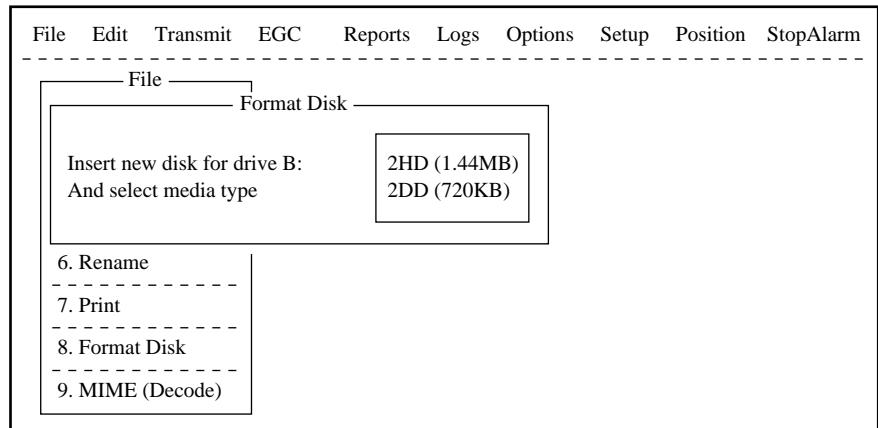 File Edit Transmit EGC Reports Logs Options Setup Position StopAlarm
File
Format Disk
Insert new disk for drive B:
And select media type
2HD (1.44MB)
2DD (720KB)
6. Rename
7. Print
8. Format Disk
9. MIME (Decode)